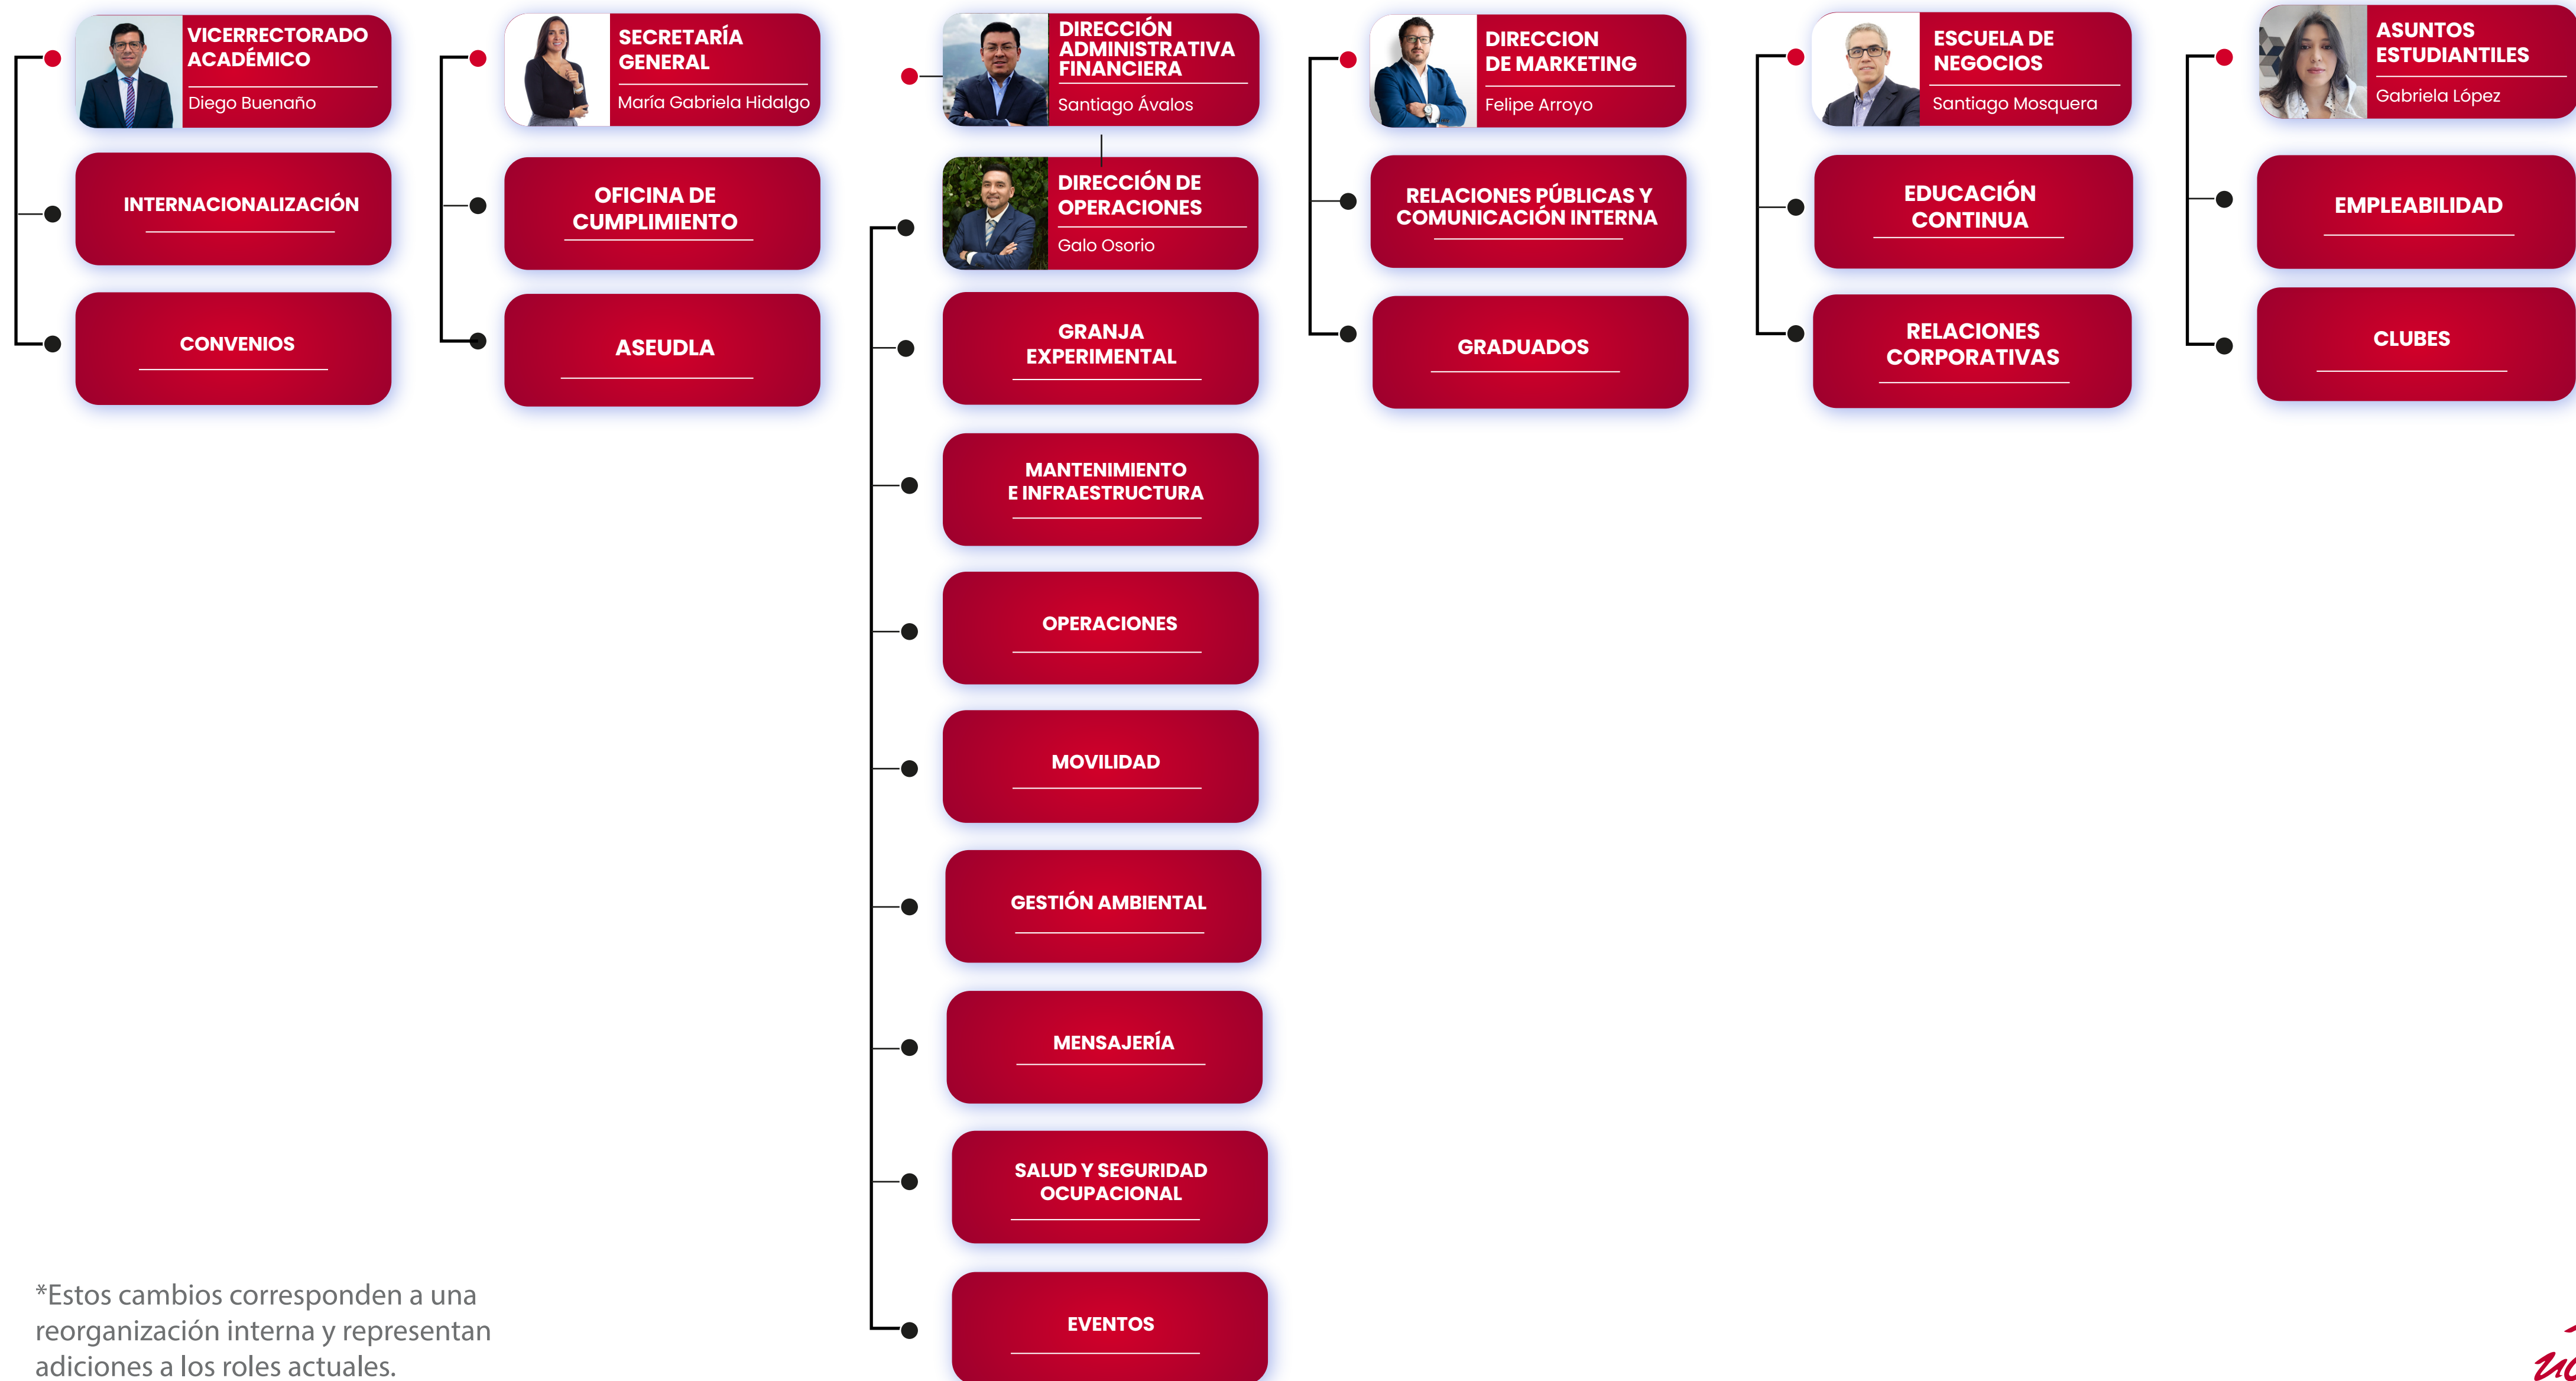 VICERRECTORADO
ACADÉMICO
Diego Buenaño
INTERNACIONALIZACIÓN
CONVENIOS
SECRETARÍA
GENERAL
María Gabriela Hidalgo
OFICINA DE
CUMPLIMIENTO
ASEUDLA
DIRECCIÓN
ADMINISTRATIVA
FINANCIERA
Santiago Ávalos
DIRECCIÓN DE
OPERACIONES
Galo Osorio
GRANJA
EXPERIMENTAL
MANTENIMIENTO
E INFRAESTRUCTURA
OPERACIONES
MOVILIDAD
GESTIÓN AMBIENTAL
MENSAJERÍA
SALUD Y SEGURIDAD
OCUPACIONAL
EVENTOS
DIRECCION
DE MARKETING
Felipe Arroyo
RELACIONES PÚBLICAS Y
COMUNICACIÓN INTERNA
GRADUADOS
ESCUELA DE
NEGOCIOS
Santiago Mosquera
EDUCACIÓN
CONTINUA
RELACIONES
CORPORATIVAS
ASUNTOS
ESTUDIANTILES
Gabriela López
EMPLEABILIDAD
CLUBES
*Estos cambios corresponden a una
reorganización interna y representan
adiciones a los roles actuales.